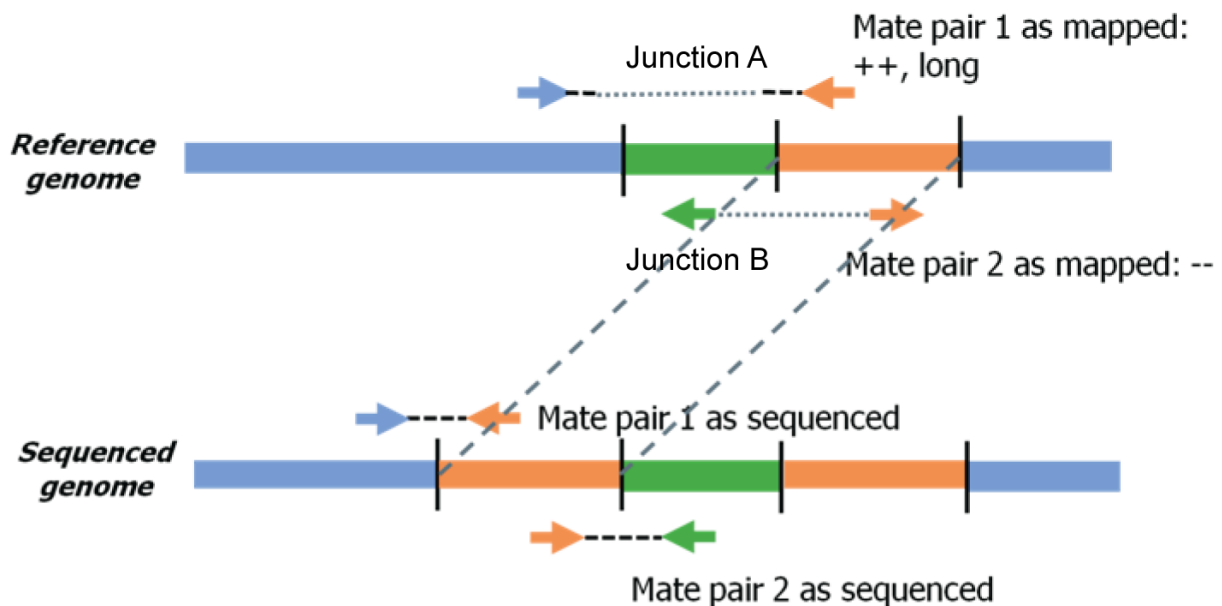 Mate pair 1 as mapped:
++, long
Junction A
Reference
genome
Junction B
Mate pair 2 as mapped: --
Mate pair 1 as sequenced
Sequenced
genome
Mate pair 2 as sequenced